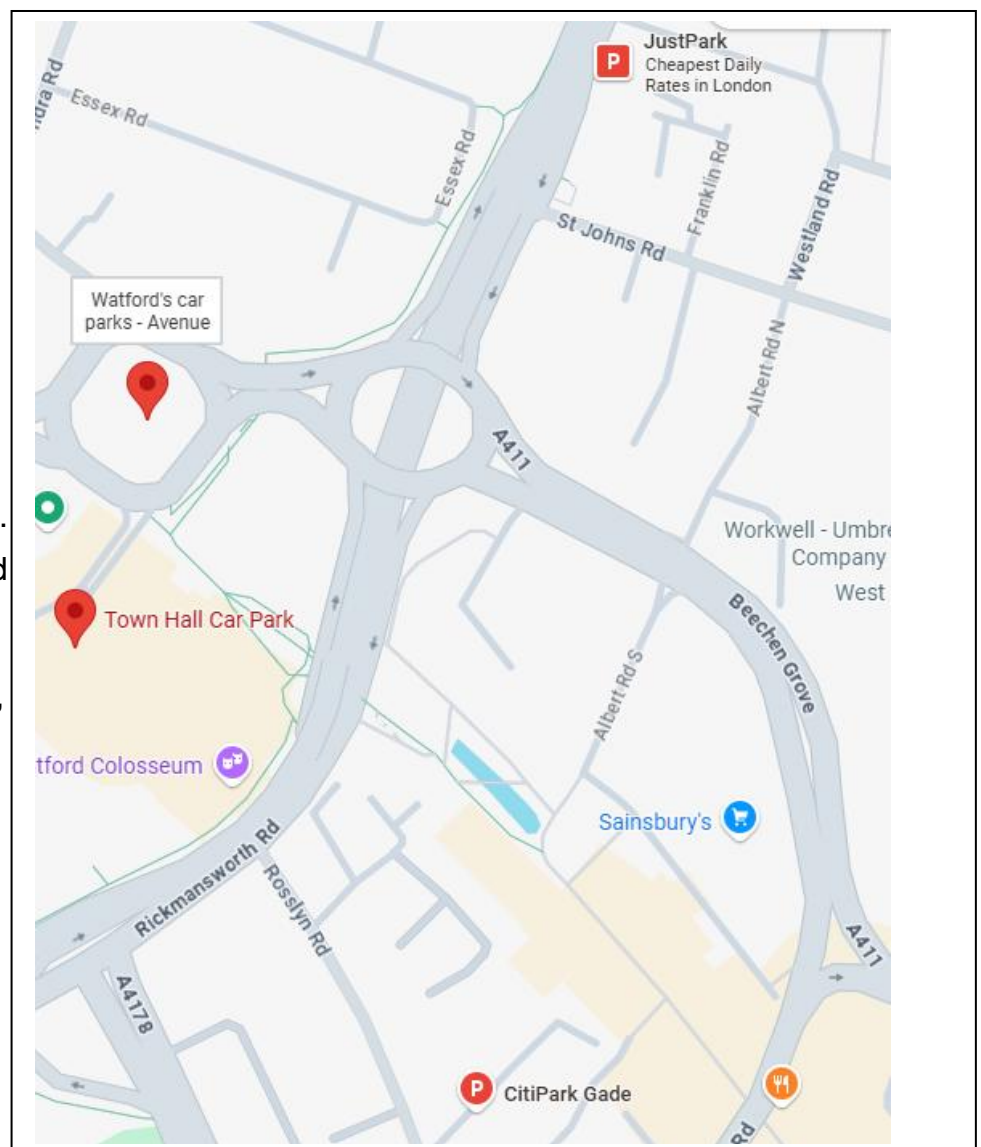 JustPark
Cheapest Daily
Rates in London
Essex Rd
Essex Rd
Franklin Rd
Westland Rd
St Johns Rd
Watford's car
parks - Avenue
Albert Rd N
A411
Workwell - Umbre
Company
West
Town Hall Car Park
Beechen Grove
Albert Rd S
tford Colosseum
Sainsbury's
Rickmansworth Rd
Rosslyn Rd
A411
A4178
CitiPark Gade
Rd